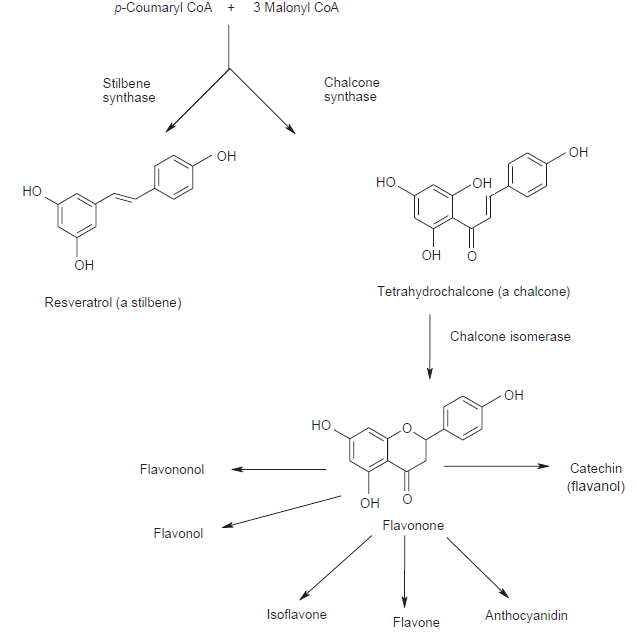 p-Coumaryl CoA + 3 Malonyl CoA
Stilbene
synthase
Chalcone
synthase
OH
HO
OH
OH
HO
OH
OH
O
Resveratrol (a stilbene)
Tetrahydrochalcone (a chalcone)
Chalcone isomerase
OH
HO
O
OH
O
Flavononol
Catechin
(flavanol)
Flavonol
Flavonone
Isoflavone
Flavone
Anthocyanidin